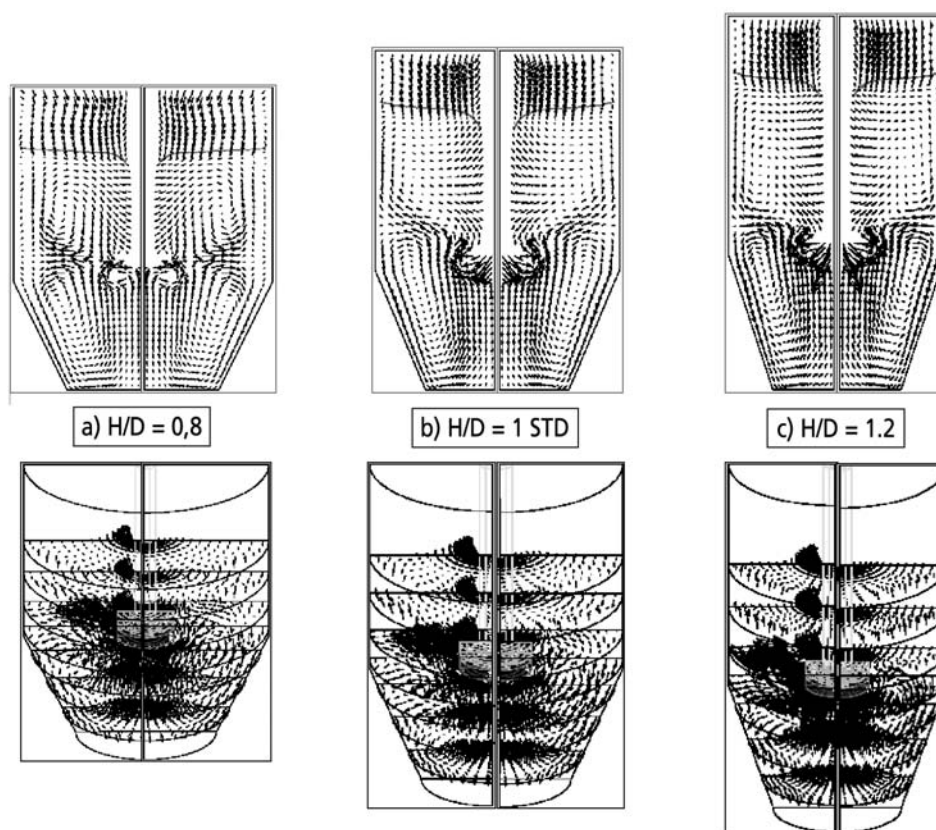 a) H/D = 0,8
b) H/D = 1 STD
c) H/D = 1.2